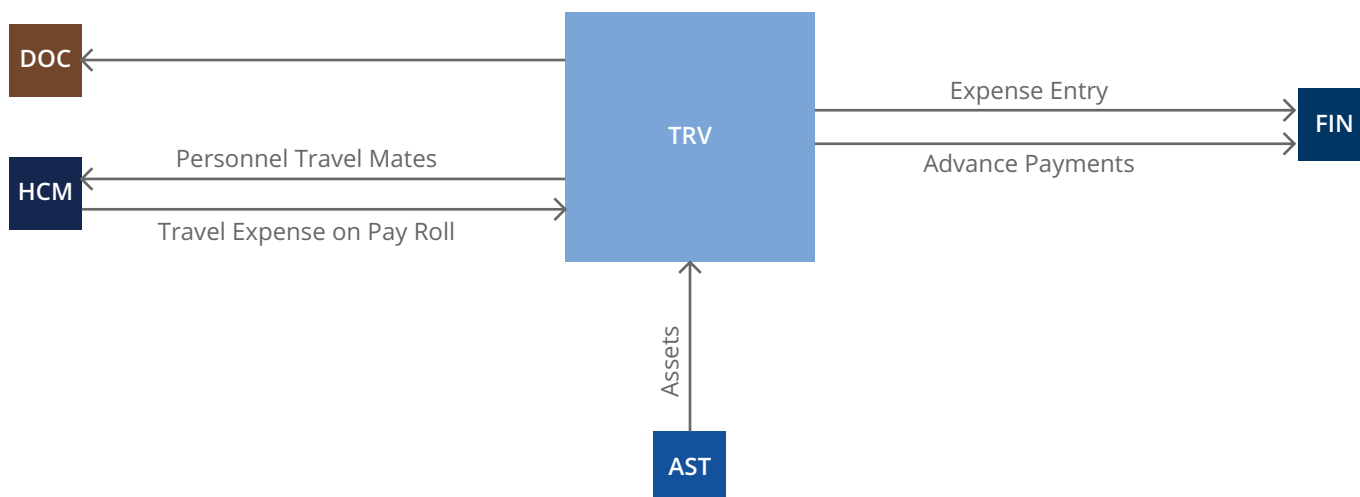 DOC
Expense Entry
TRV
FIN
Personnel Travel Mates
Advance Payments
HCM
Travel Expense on Pay Roll
Assets
AST